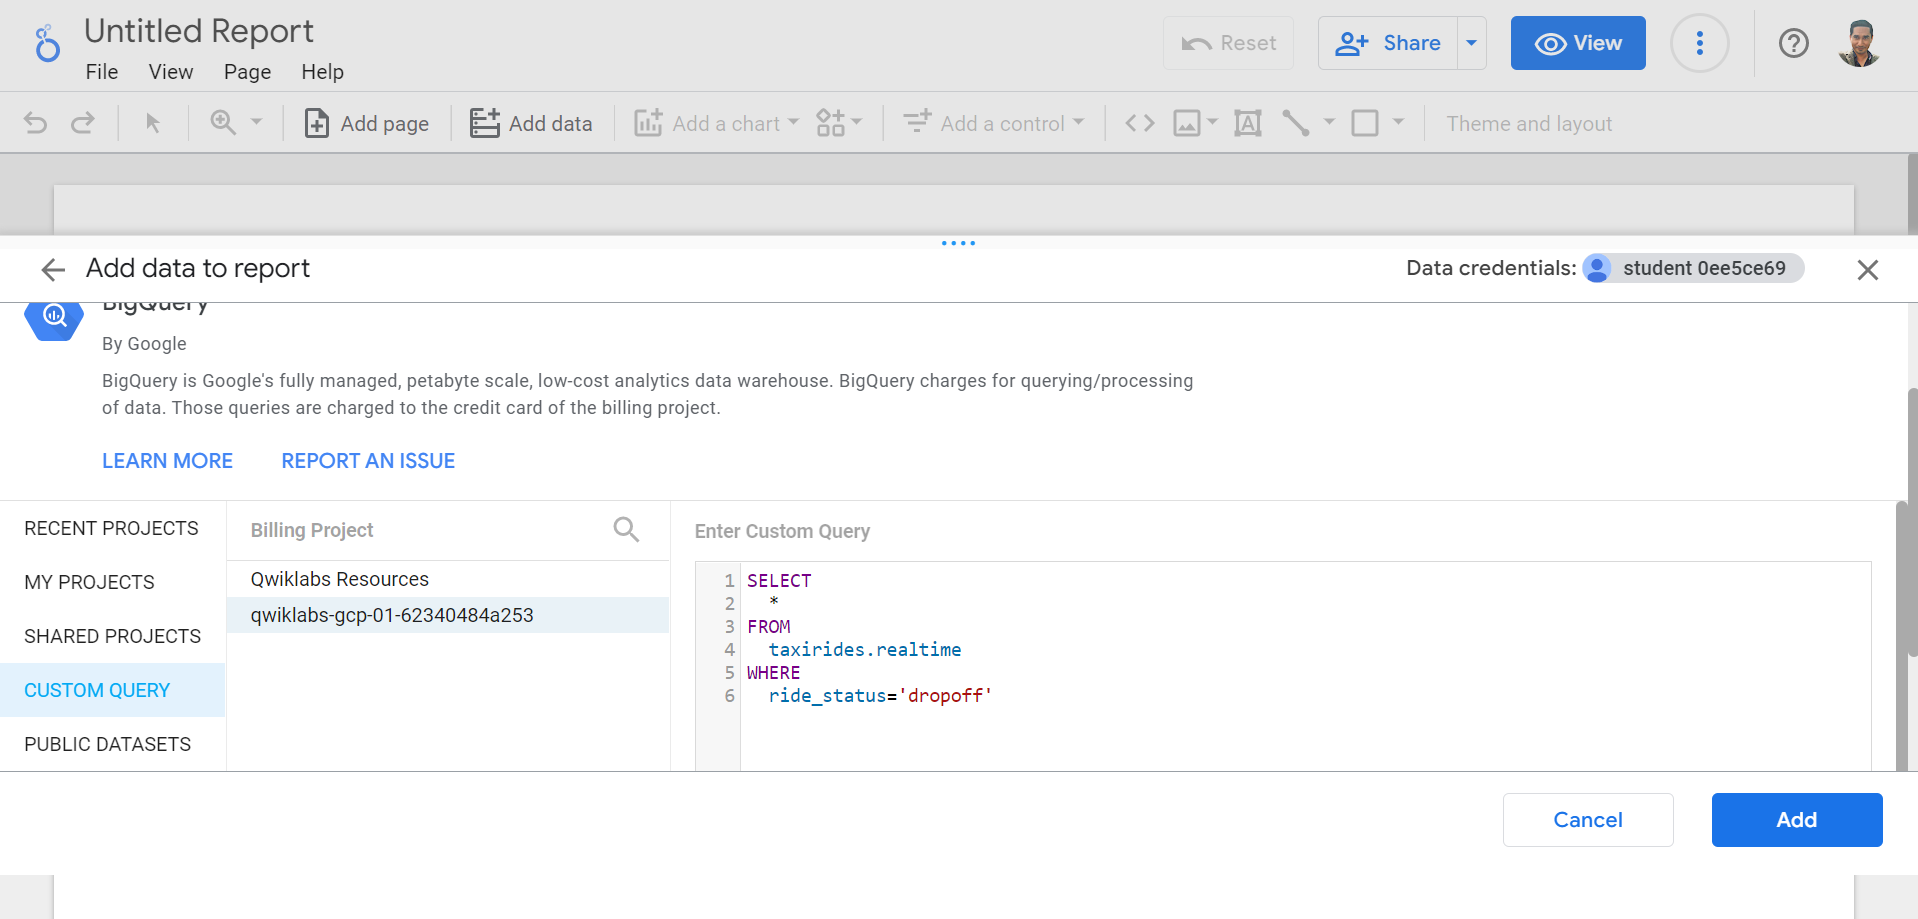 Untitled Report
File View Page Help
Reset Share View
Add page Add data Add a chart Add a control Theme and layout
Add data to report
Data credentials: student 0ee5ce69
BigQuery
By Google
BigQuery is Google's fully managed, petabyte scale, low-cost analytics data warehouse. BigQuery charges for querying/processing
of data. Those queries are charged to the credit card of the billing project.
LEARN MORE REPORT AN ISSUE
RECENT PROJECTS
MY PROJECTS
SHARED PROJECTS
CUSTOM QUERY
PUBLIC DATASETS
Billing Project
Qwiklabs Resources
qwiklabs-gcp-01-62340484a253
Enter Custom Query
1 SELECT
2 *
3 FROM
4 taxirides.realtime
5 WHERE
6 ride_status='dropoff'
Cancel Add